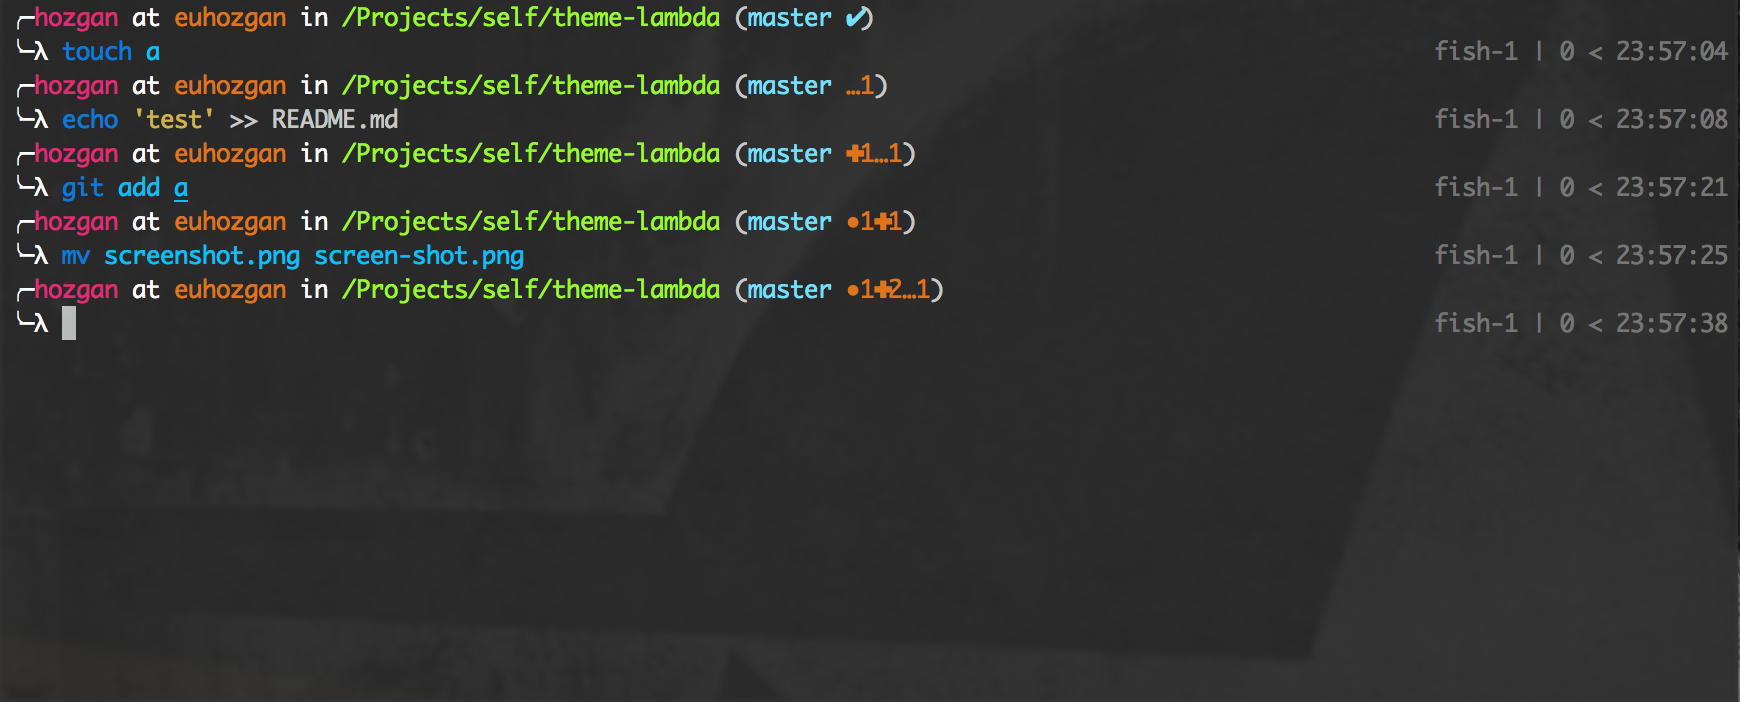 ╭─hozgan at euhozgan in /Projects/self/theme-lambda (master ✔)
╰─λ touch a fish-1 | 0 < 23:57:04
╭─hozgan at euhozgan in /Projects/self/theme-lambda (master …1)
╰─λ echo 'test' >> README.md fish-1 | 0 < 23:57:08
╭─hozgan at euhozgan in /Projects/self/theme-lambda (master ✚1…1)
╰─λ git add a fish-1 | 0 < 23:57:21
╭─hozgan at euhozgan in /Projects/self/theme-lambda (master ●1✚1)
╰─λ mv screenshot.png screen-shot.png fish-1 | 0 < 23:57:25
╭─hozgan at euhozgan in /Projects/self/theme-lambda (master ●1✚2…1)
╰─λ fish-1 | 0 < 23:57:38